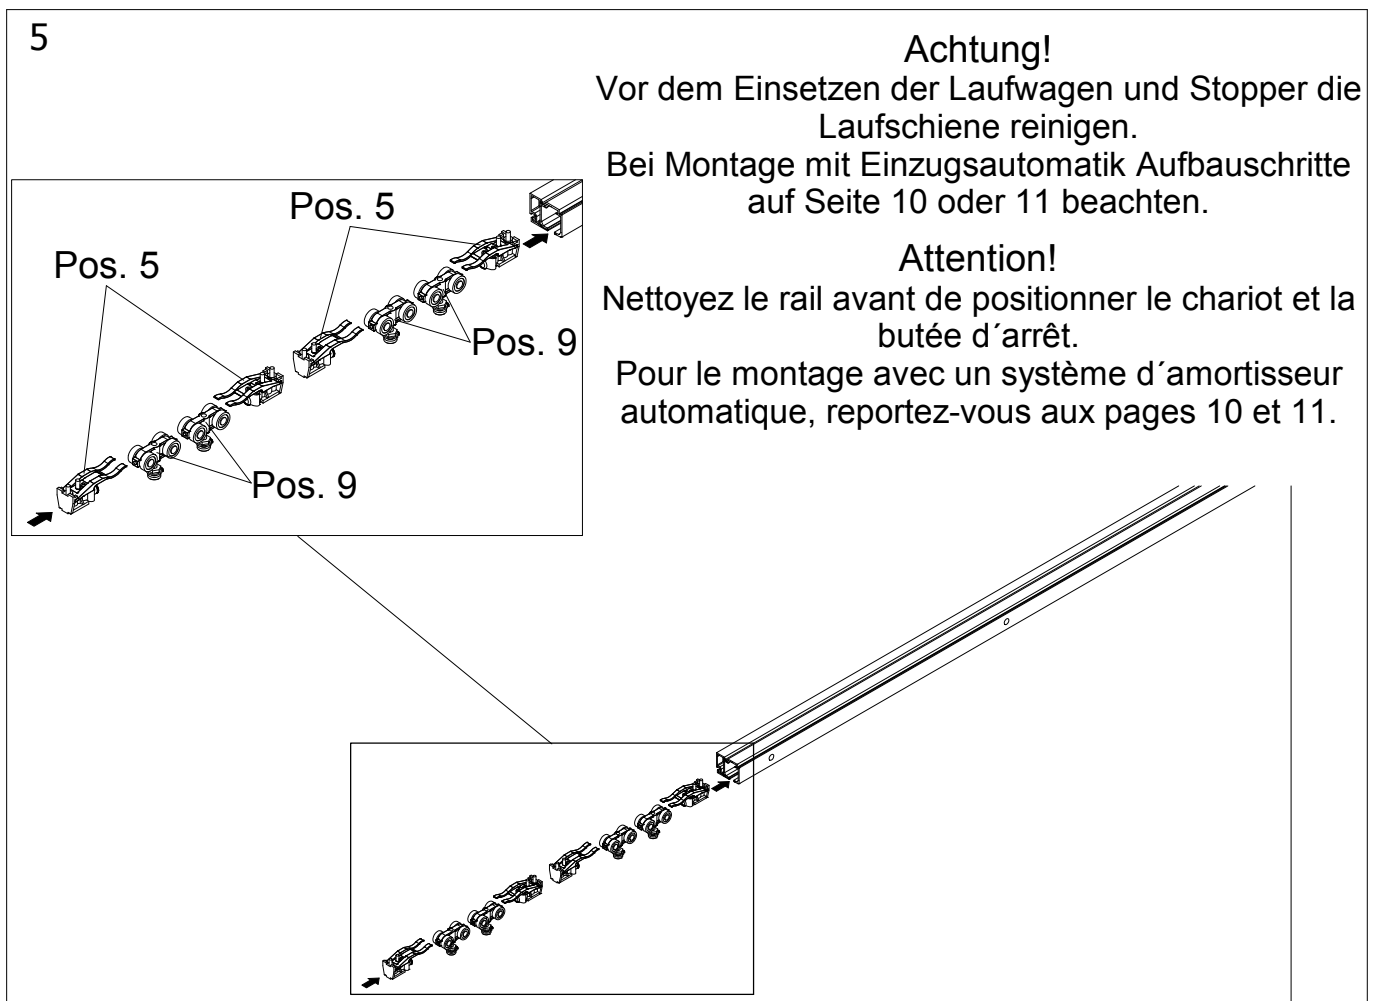 5
Achtung!
Vor dem Einsetzen der Laufwagen und Stopper die
Laufschiene reinigen.
Bei Montage mit Einzugsautomatik Aufbauschritte
auf Seite 10 oder 11 beachten.
Attention!
Nettoyez le rail avant de positionner le chariot et la
butée d´arrêt.
Pour le montage avec un système d´amortisseur
automatique, reportez-vous aux pages 10 et 11.
Pos. 5
Pos. 5
Pos. 9
Pos. 9